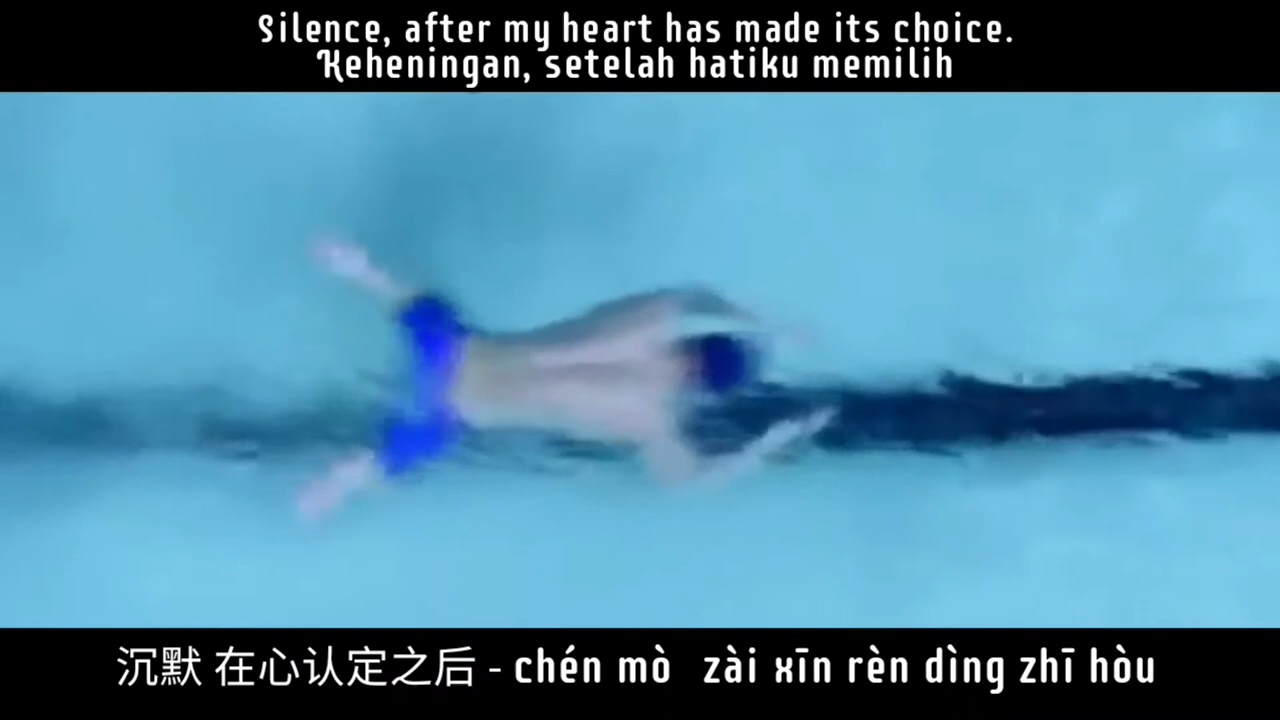 Silence, after my heart has made its choice.
Keheningan, setelah hatiku memilih
沉默 在心认定之后 - chén mò  zài xīn rèn dìng zhī hòu